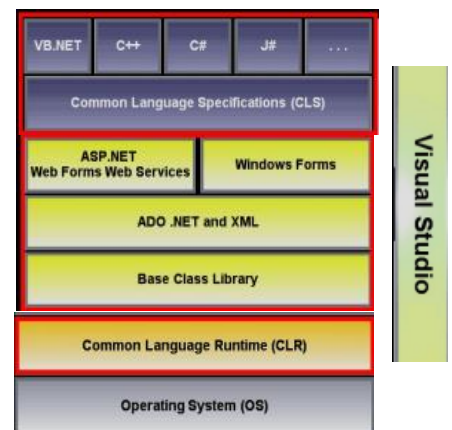 VB.NET
C++
C#
J#
...
Common Language Specifications (CLS)
ASP.NET
Web Forms Web Services
Windows Forms
ADO .NET and XML
Base Class Library
Common Language Runtime (CLR)
Operating System (OS)
Visual Studio